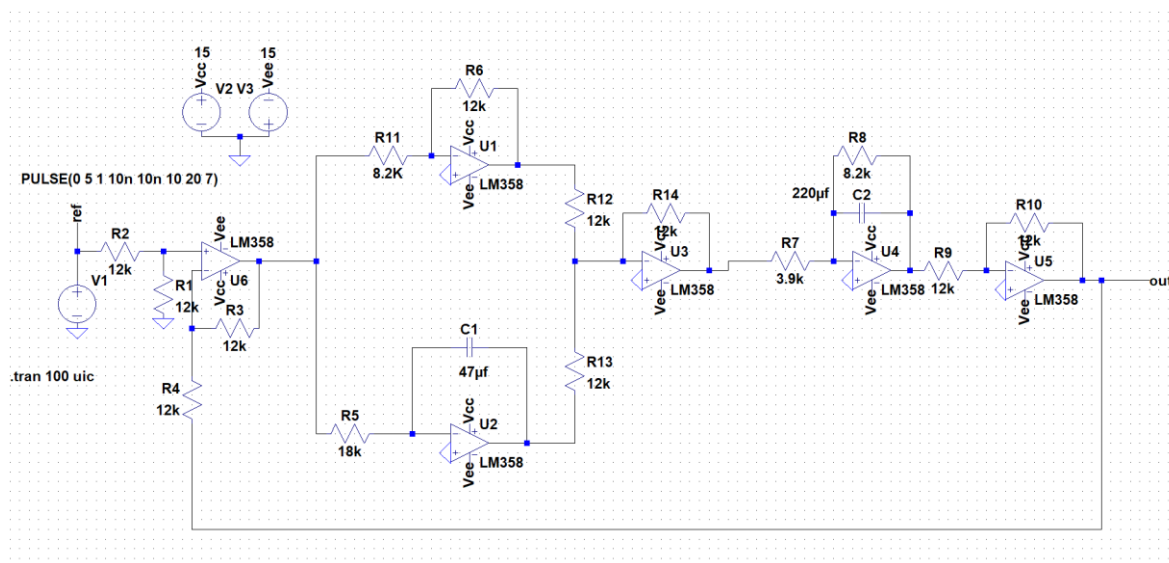 Vcc 15
V2
V3
Vee 15
PULSE(0 5 1 10n 10n 10 20 7)
ref
V1
R2
12k
R1
12k
Vee
LM358
U6
Vcc
R3
12k
R4
12k
.tran 100 uic
R11
8.2K
R6
12k
Vcc
U1
Vee
LM358
R5
18k
C1
47µf
Vcc
U2
Vee
LM358
R12
12k
R13
12k
R14
12k
U3
Vee
LM358
R7
3.9k
R8
8.2k
220µf
C2
Vcc
U4
Vee
LM358
R9
12k
R10
12k
U5
Vee
LM358
out